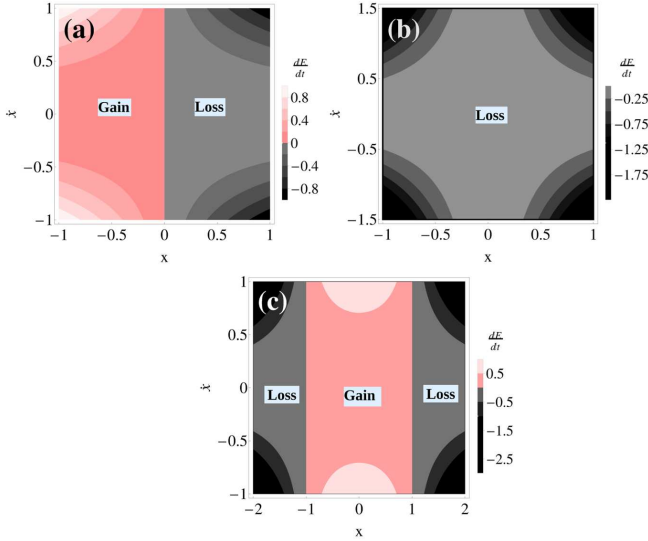 (a)
1
0.5
0
−0.5
−1
−1 −0.5 0 0.5 1
x
ẋ
Gain
Loss
dE
dt
0.8
0.4
0
−0.4
−0.8
(b)
1.5
0.5
0
−0.5
−1.5
−1 −0.5 0 0.5 1
x
ẋ
Loss
dE
dt
−0.25
−0.75
−1.25
−1.75
(c)
1
0.5
0
−0.5
−1
−2 −1 0 1 2
x
ẋ
Loss
Gain
Loss
dE
dt
0.5
−0.5
−1.5
−2.5